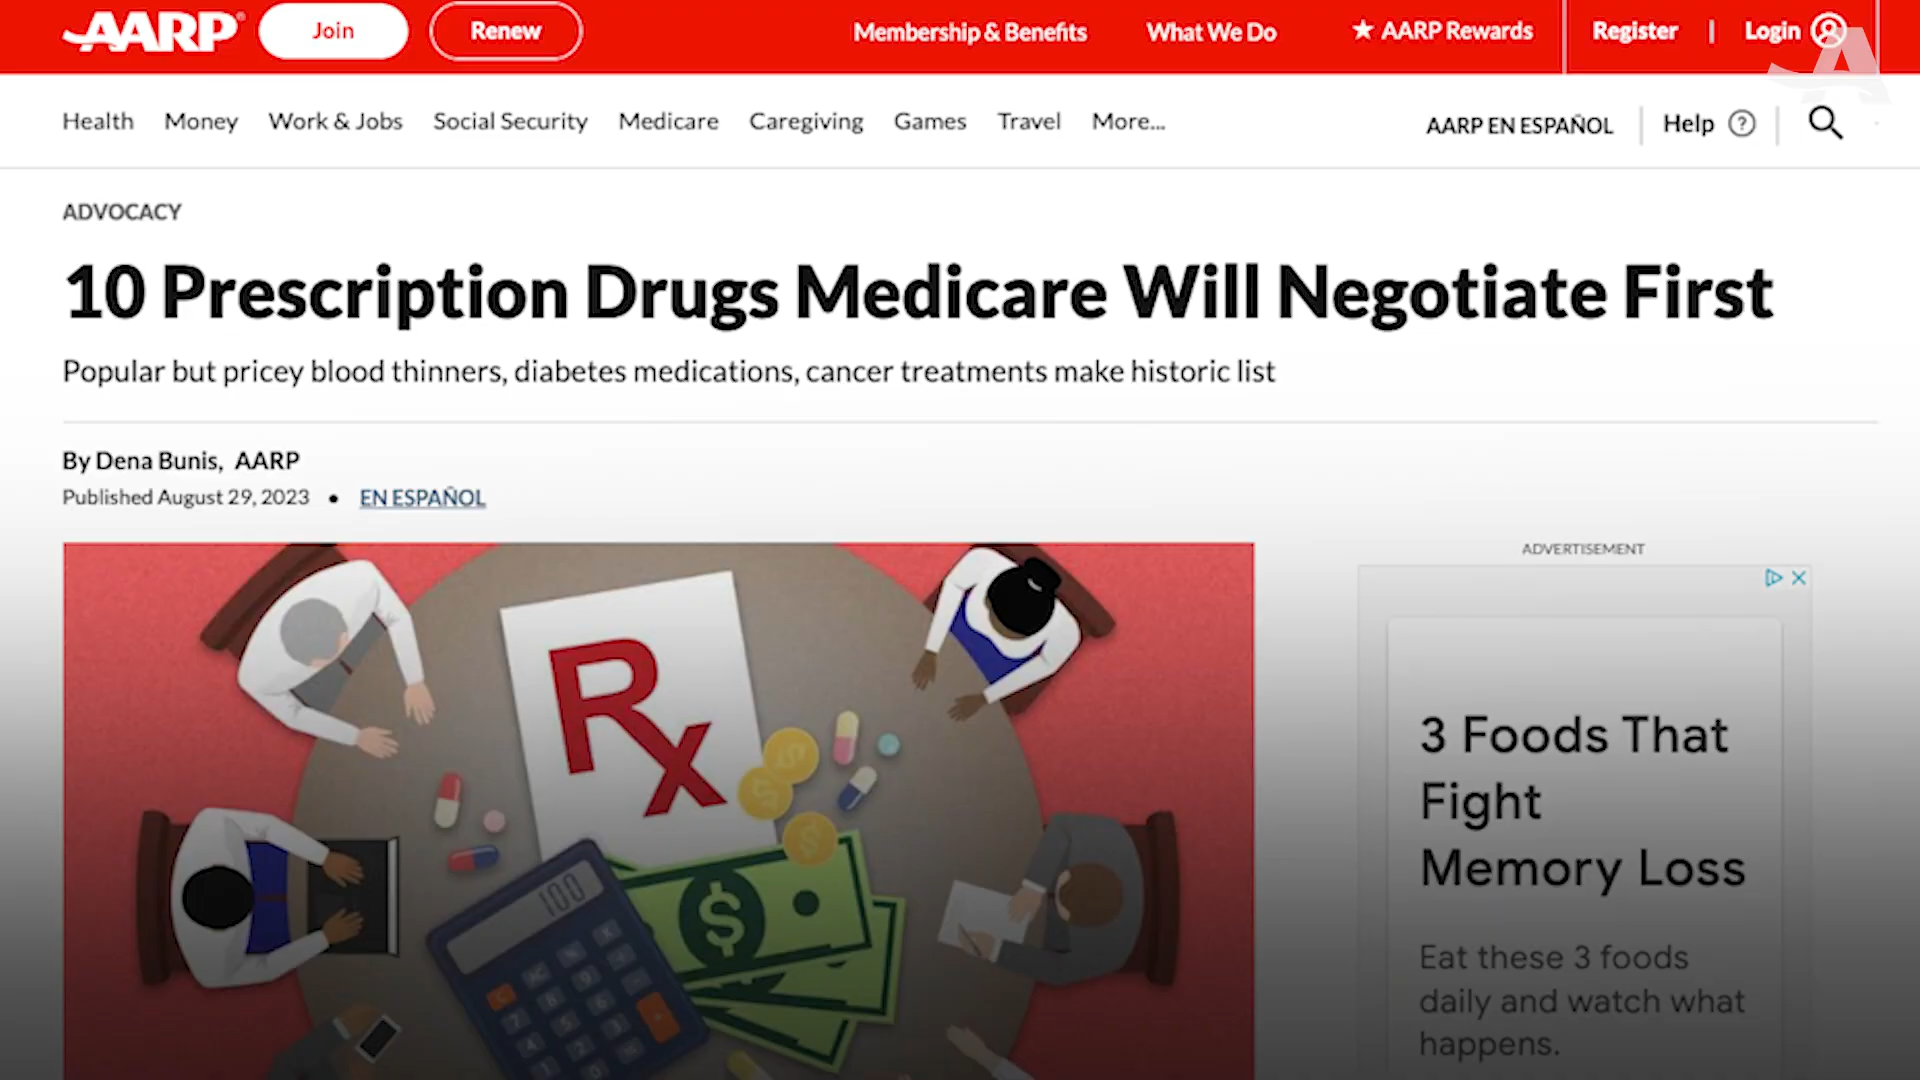 AARP Join Renew Membership & Benefits What We Do ★ AARP Rewards Register | Login
Health Money Work & Jobs Social Security Medicare Caregiving Games Travel More... AARP EN ESPAÑOL Help ?
ADVOCACY
10 Prescription Drugs Medicare Will Negotiate First
Popular but pricey blood thinners, diabetes medications, cancer treatments make historic list
By Dena Bunis, AARP
Published August 29, 2023 • EN ESPAÑOL
ADVERTISEMENT
Rx
100
3 Foods That
Fight
Memory Loss
Eat these 3 foods
daily and watch what
happens.